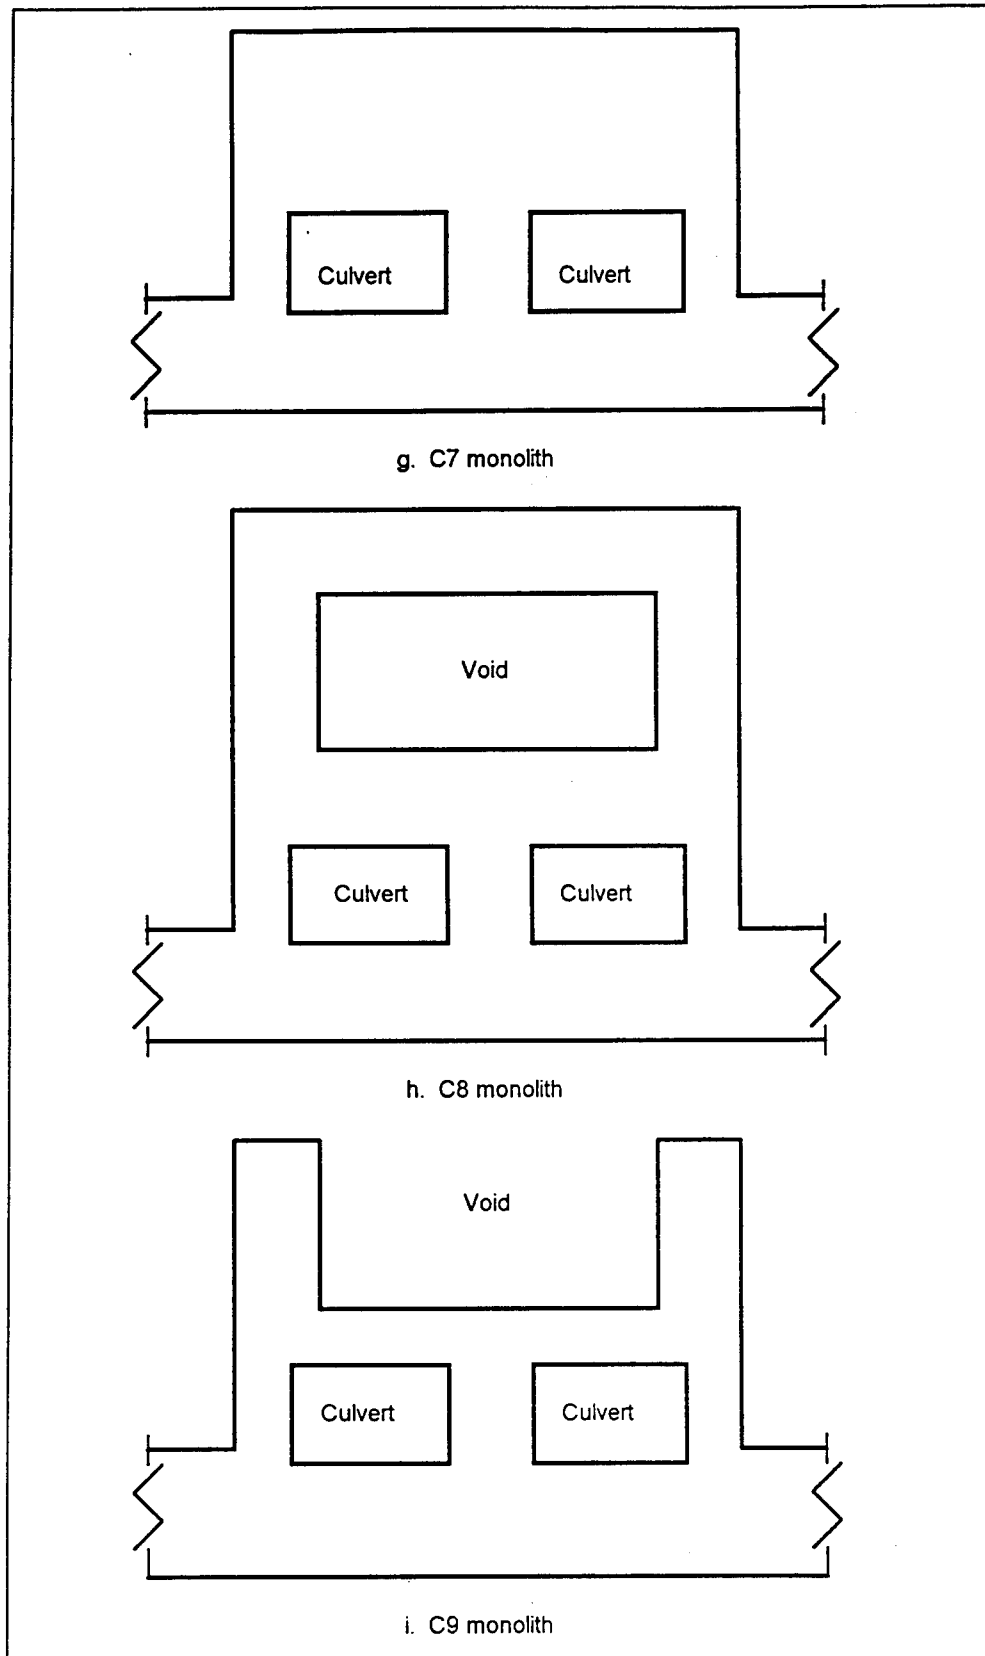 Culvert
Culvert
g. C7 monolith
Void
Culvert
Culvert
h. C8 monolith
Void
Culvert
Culvert
i. C9 monolith